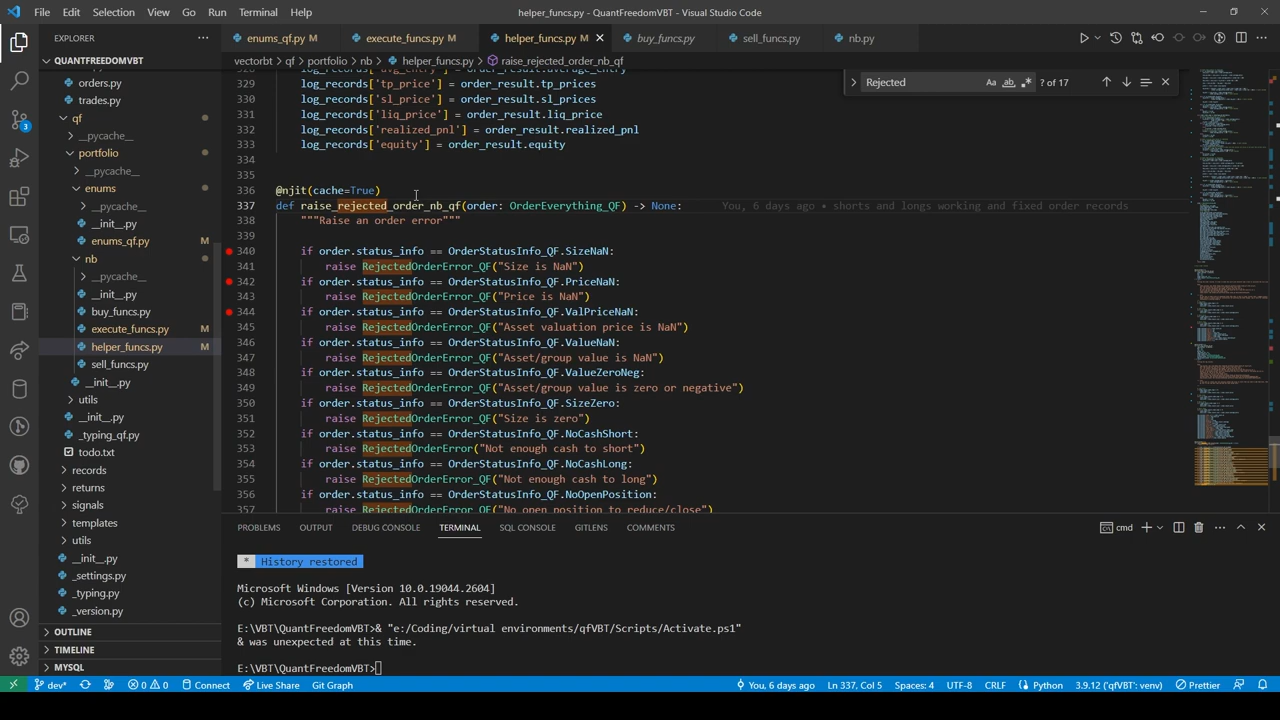 File Edit Selection View Go Run Terminal Help
helper_funcs.py - QuantFreedomVBT - Visual Studio Code
EXPLORER
enums_qf.py M
execute_funcs.py M
helper_funcs.py M
buy_funcs.py
sell_funcs.py
nb.py
QUANTFREEDOMVBT
vectorbt > qf > portfolio > nb > helper_funcs.py > raise_rejected_order_nb_qf
Rejected
Aa ab
? of 17
orders.py
trades.py
qf
__pycache__
portfolio
__pycache__
enums
__pycache__
__init__.py
enums_qf.py M
nb
__pycache__
__init__.py
buy_funcs.py
execute_funcs.py M
helper_funcs.py M
sell_funcs.py
__init__.py
utils
__init__.py
_typing_qf.py
todo.txt
records
returns
signals
templates
utils
__init__.py
_settings.py
_typing.py
_version.py
OUTLINE
TIMELINE
MYSQL
3
329 log_records['tp_price'] = order_result.tp_prices
330 log_records['sl_price'] = order_result.sl_prices
331 log_records['liq_price'] = order_result.liq_price
332 log_records['realized_pnl'] = order_result.realized_pnl
333 log_records['equity'] = order_result.equity
334
335
336 @njit(cache=True)
337 def raise_rejected_order_nb_qf(order: OrderEverything_QF) -> None: You, 6 days ago • shorts and longs working and fixed order records
338 """Raise an order error"""
339
340 if order.status_info == OrderStatusInfo_QF.SizeNaN:
341 raise RejectedOrderError_QF("Size is NaN")
342 if order.status_info == OrderStatusInfo_QF.PriceNaN:
343 raise RejectedOrderError_QF("Price is NaN")
344 if order.status_info == OrderStatusInfo_QF.ValPriceNaN:
345 raise RejectedOrderError_QF("Asset valuation price is NaN")
346 if order.status_info == OrderStatusInfo_QF.ValueNaN:
347 raise RejectedOrderError_QF("Asset/group value is NaN")
348 if order.status_info == OrderStatusInfo_QF.ValueZeroNeg:
349 raise RejectedOrderError_QF("Asset/group value is zero or negative")
350 if order.status_info == OrderStatusInfo_QF.SizeZero:
351 raise RejectedOrderError_QF("Size is zero")
352 if order.status_info == OrderStatusInfo_QF.NoCashShort:
353 raise RejectedOrderError("Not enough cash to short")
354 if order.status_info == OrderStatusInfo_QF.NoCashLong:
355 raise RejectedOrderError_QF("Not enough cash to long")
356 if order.status_info == OrderStatusInfo_QF.NoOpenPosition:
357 raise RejectedOrderError_QF("No open position to reduce/close")
PROBLEMS OUTPUT DEBUG CONSOLE TERMINAL SQL CONSOLE GITLENS COMMENTS
cmd
* History restored
Microsoft Windows [Version 10.0.19044.2604]
(c) Microsoft Corporation. All rights reserved.
E:\VBT\QuantFreedomVBT>& "e:/Coding/virtual environments/qfVBT/Scripts/Activate.ps1"
& was unexpected at this time.
E:\VBT\QuantFreedomVBT>
dev* 0 0 Connect Live Share Git Graph
You, 6 days ago Ln 337, Col 5 Spaces: 4 UTF-8 CRLF Python 3.9.12 ('qfVBT': venv) Prettier